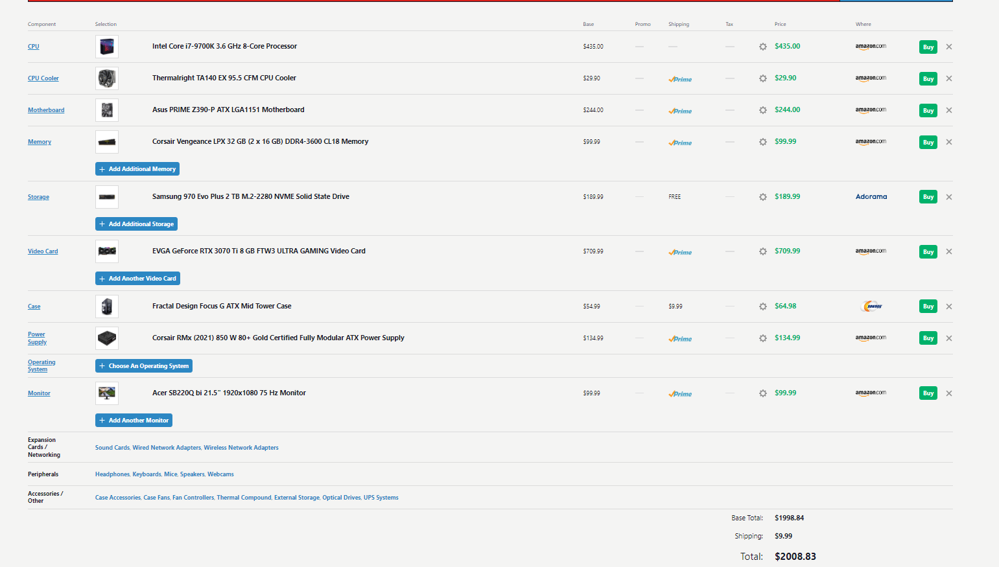 Component Selection Base Promo Shipping Tax Price Where
CPU Intel Core i7-9700K 3.6 GHz 8-Core Processor $435.00 — — — $435.00 amazon.com Buy
CPU Cooler Thermalright TA140 EX 95.5 CFM CPU Cooler $29.90 — Prime — $29.90 amazon.com Buy
Motherboard Asus PRIME Z390-P ATX LGA1151 Motherboard $244.00 — Prime — $244.00 amazon.com Buy
Memory Corsair Vengeance LPX 32 GB (2 x 16 GB) DDR4-3600 CL18 Memory $99.99 — Prime — $99.99 amazon.com Buy
+ Add Additional Memory
Storage Samsung 970 Evo Plus 2 TB M.2-2280 NVME Solid State Drive $189.99 — FREE — $189.99 Adorama Buy
+ Add Additional Storage
Video Card EVGA GeForce RTX 3070 Ti 8 GB FTW3 ULTRA GAMING Video Card $709.99 — Prime — $709.99 amazon.com Buy
+ Add Another Video Card
Case Fractal Design Focus G ATX Mid Tower Case $54.99 — $9.99 — $64.98 newegg Buy
Power
Supply Corsair RMx (2021) 850 W 80+ Gold Certified Fully Modular ATX Power Supply $134.99 — Prime — $134.99 amazon.com Buy
Operating
System + Choose An Operating System
Monitor Acer SB220Q bi 21.5" 1920x1080 75 Hz Monitor $99.99 — Prime — $99.99 amazon.com Buy
+ Add Another Monitor
Expansion
Cards /
Networking Sound Cards, Wired Network Adapters, Wireless Network Adapters
Peripherals Headphones, Keyboards, Mice, Speakers, Webcams
Accessories /
Other Case Accessories, Case Fans, Fan Controllers, Thermal Compound, External Storage, Optical Drives, UPS Systems
Base Total: $1998.84
Shipping: $9.99
Total: $2008.83